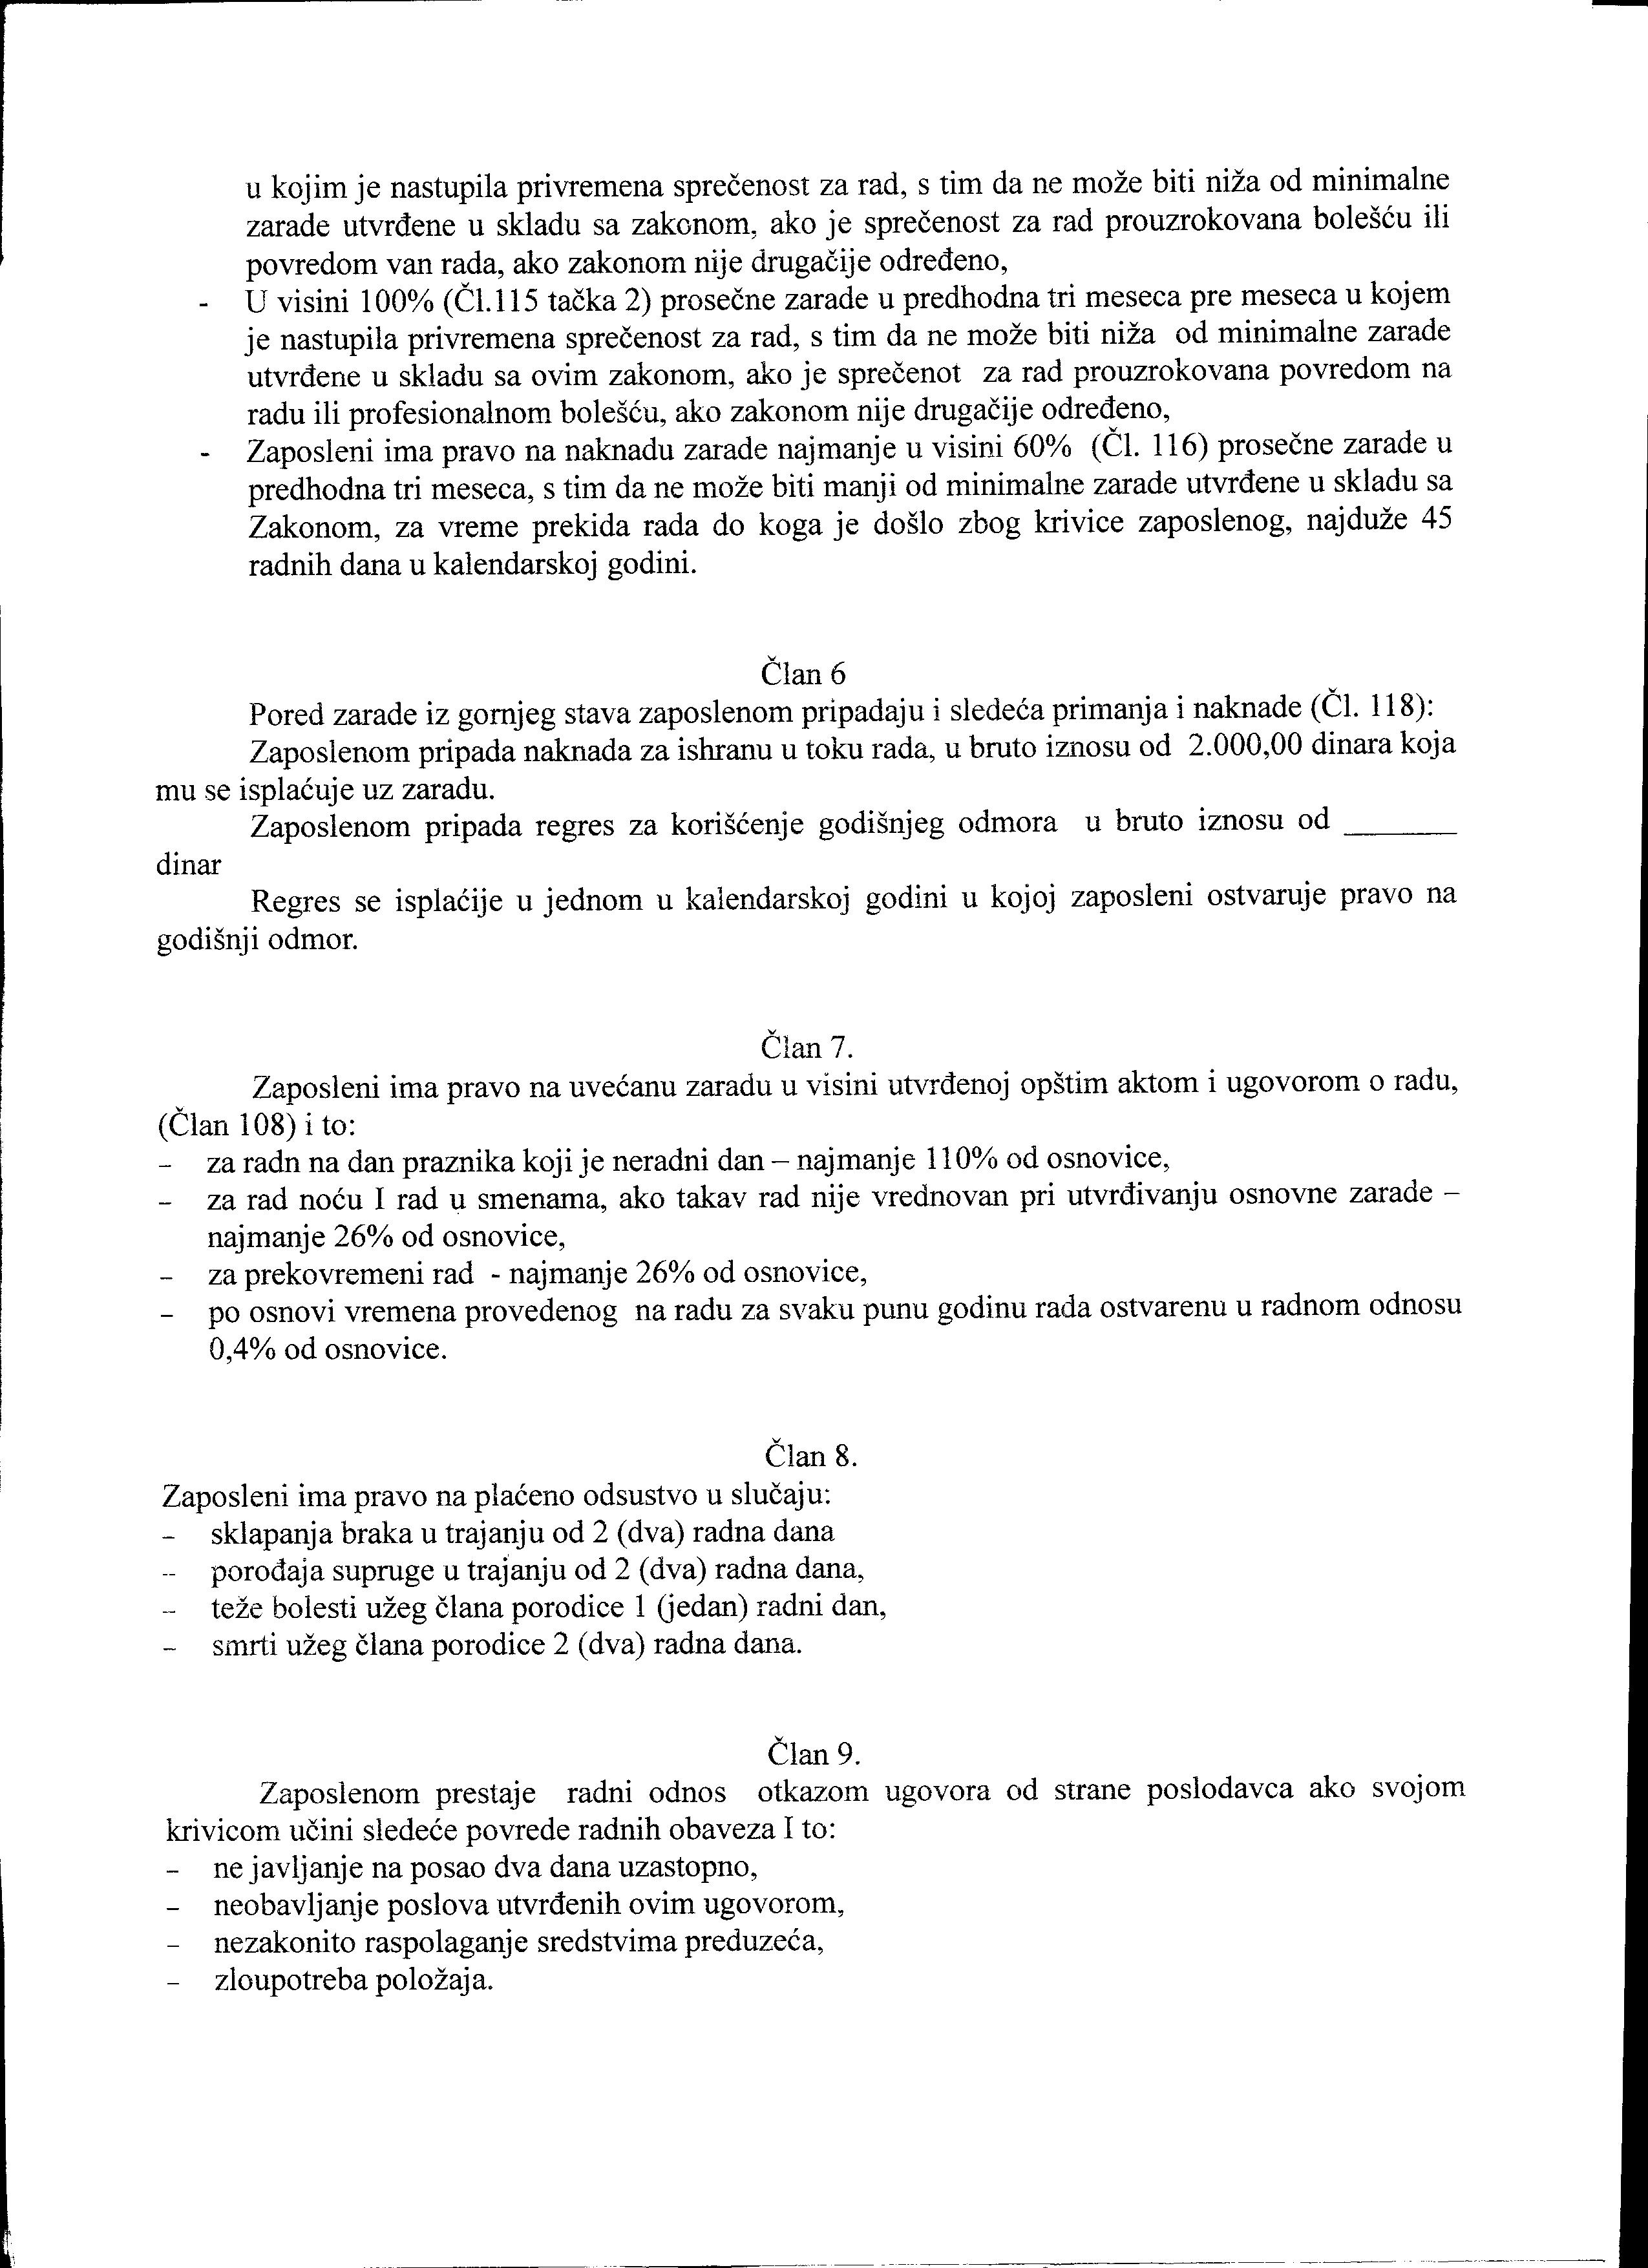 u kojim je nastupila privremena sprečenost za rad, s tim da ne može biti niža od minimalne
zarade utvrđene u skladu sa zakonom, ako je sprečenost za rad prouzrokovana bolešću ili
povredom van rada, ako zakonom nije drugačije određeno,
- U visini 100% (Čl.115 tačka 2) prosečne zarade u predhodna tri meseca pre meseca u kojem
je nastupila privremena sprečenost za rad, s tim da ne može biti niža od minimalne zarade
utvrđene u skladu sa ovim zakonom, ako je sprečenot za rad prouzrokovana povredom na
radu ili profesionalnom bolešću, ako zakonom nije drugačije određeno,
- Zaposleni ima pravo na naknadu zarade najmanje u visini 60% (Čl. 116) prosečne zarade u
predhodna tri meseca, s tim da ne može biti manji od minimalne zarade utvrđene u skladu sa
Zakonom, za vreme prekida rada do koga je došlo zbog krivice zaposlenog, najduže 45
radnih dana u kalendarskoj godini.
Član 6
Pored zarade iz gornjeg stava zaposlenom pripadaju i sledeća primanja i naknade (Čl. 118):
Zaposlenom pripada naknada za ishranu u toku rada, u bruto iznosu od 2.000,00 dinara koja
mu se isplaćuje uz zaradu.
Zaposlenom pripada regres za korišćenje godišnjeg odmora u bruto iznosu od _______
dinar
Regres se isplaćije u jednom u kalendarskoj godini u kojoj zaposleni ostvaruje pravo na
godišnji odmor.
Član 7.
Zaposleni ima pravo na uvećanu zaradu u visini utvrđenoj opštim aktom i ugovorom o radu,
(Član 108) i to:
- za radn na dan praznika koji je neradni dan – najmanje 110% od osnovice,
- za rad noću I rad u smenama, ako takav rad nije vrednovan pri utvrđivanju osnovne zarade –
najmanje 26% od osnovice,
- za prekovremeni rad - najmanje 26% od osnovice,
- po osnovi vremena provedenog na radu za svaku punu godinu rada ostvarenu u radnom odnosu
0,4% od osnovice.
Član 8.
Zaposleni ima pravo na plaćeno odsustvo u slučaju:
- sklapanja braka u trajanju od 2 (dva) radna dana
- porođaja supruge u trajanju od 2 (dva) radna dana,
- teže bolesti užeg člana porodice 1 (jedan) radni dan,
- smrti užeg člana porodice 2 (dva) radna dana.
Član 9.
Zaposlenom prestaje radni odnos otkazom ugovora od strane poslodavca ako svojom
krivicom učini sledeće povrede radnih obaveza I to:
- ne javljanje na posao dva dana uzastopno,
- neobavljanje poslova utvrđenih ovim ugovorom,
- nezakonito raspolaganje sredstvima preduzeća,
- zloupotreba položaja.